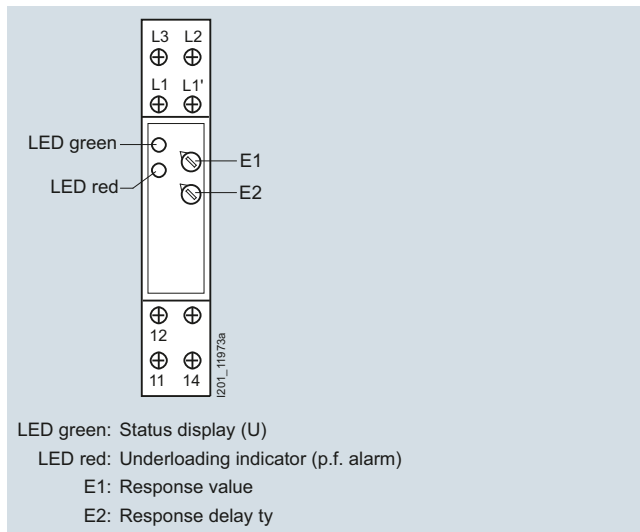 L3 L2
L1 L1'
LED green
LED red
E1
E2
12
11 14
I201_11973a
LED green: Status display (U)
LED red: Underloading indicator (p.f. alarm)
E1: Response value
E2: Response delay ty